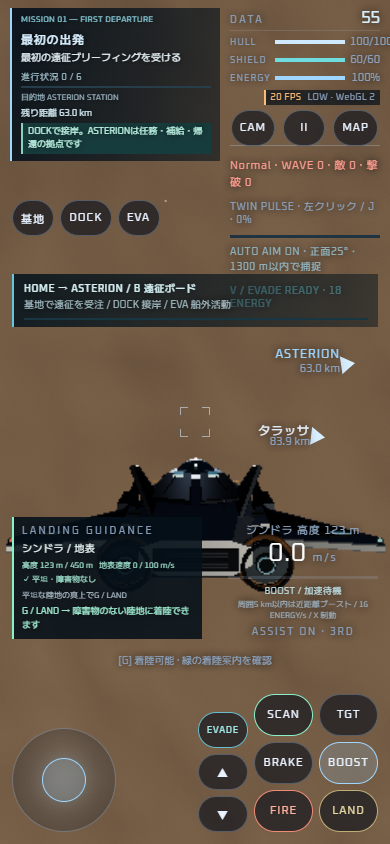 MISSION 01 — FIRST DEPARTURE
最初の出発
最初の遠征ブリーフィングを受ける
進行状況 0 / 6
目的地 ASTERION STATION
残り距離 63.0 km
DOCKで接岸。ASTERIONは任務・補給・帰
還の拠点です
DATA 55
HULL 100/100
SHIELD 60/60
ENERGY 100%
20 FPS LOW · WebGL 2
CAM II MAP
Normal · WAVE 0 · 敵 0 · 撃
破 0
TWIN PULSE · 左クリック / J
· 0%
AUTO AIM ON · 正面25° ·
1300 m以内で捕捉
V / EVADE READY · 18
ENERGY
基地 DOCK EVA
HOME → ASTERION / B 遠征ボード
基地で遠征を受注 / DOCK 接岸 / EVA 船外活動
ASTERION
63.0 km
タラッサ
83.9 km
LANDING GUIDANCE
シンドラ / 地表
高度 123 m / 450 m 地表速度 0 / 100 m/s
✓ 平坦・障害物なし
平坦な陸地の真上で G / LAND
G / LAND → 障害物のない陸地に着陸でき
ます
シンドラ 高度 123 m
0.0 m/s
BOOST / 加速待機
周囲5 km以内は近距離ブースト / 16
ENERGY/s / X 制動
ASSIST ON · 3RD
[G] 着陸可能 · 緑の着陸案内を確認
EVADE SCAN TGT
▲ BRAKE BOOST
▼ FIRE LAND